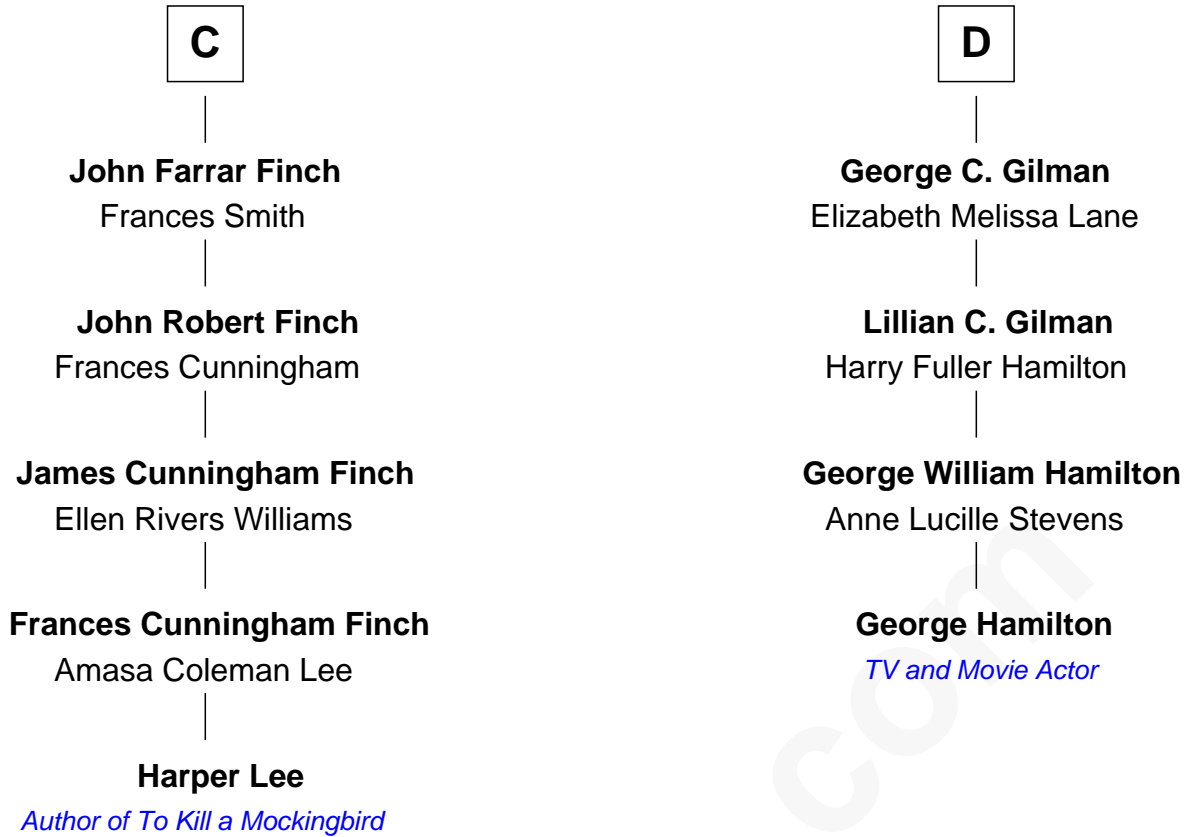 C
John Farrar Finch
Frances Smith
John Robert Finch
Frances Cunningham
James Cunningham Finch
Ellen Rivers Williams
Frances Cunningham Finch
Amasa Coleman Lee
Harper Lee
Author of To Kill a Mockingbird
D
George C. Gilman
Elizabeth Melissa Lane
Lillian C. Gilman
Harry Fuller Hamilton
George William Hamilton
Anne Lucille Stevens
George Hamilton
TV and Movie Actor
com